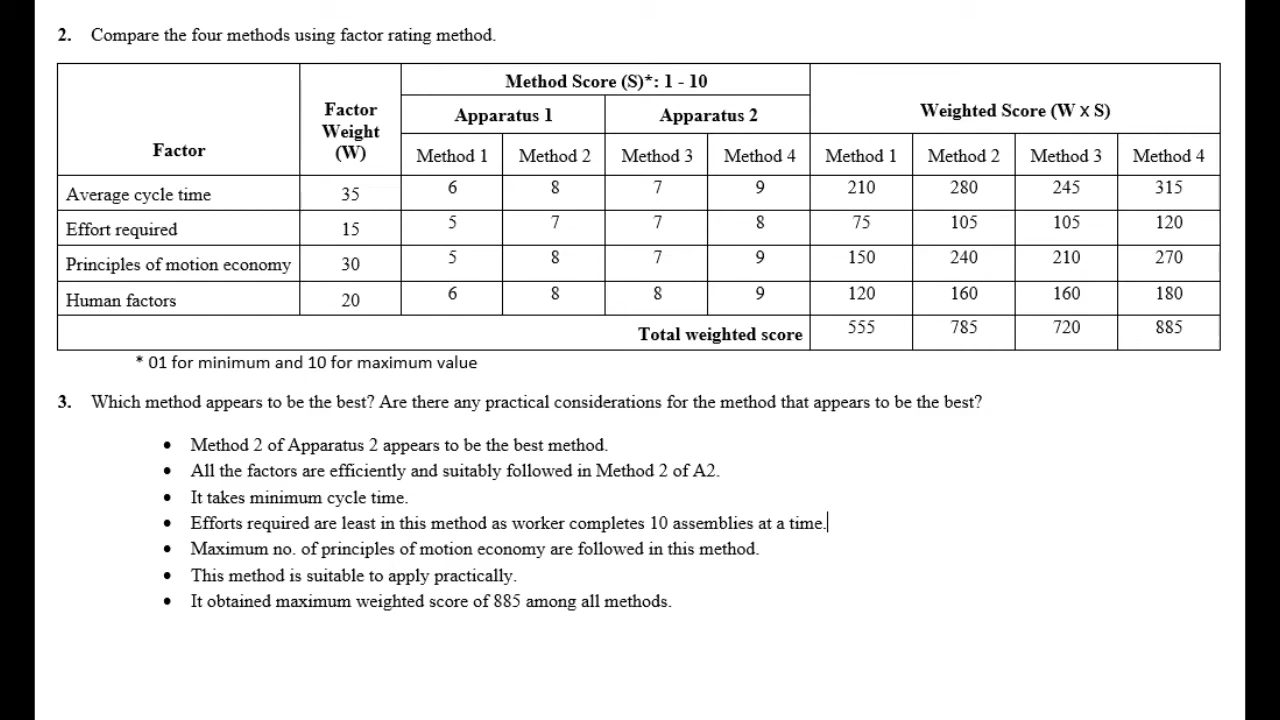 2. Compare the four methods using factor rating method.
Method Score (S)*: 1 - 10
Factor
Factor
Weight
(W)
Apparatus 1 Apparatus 2
Weighted Score (W x S)
Method 1 Method 2 Method 3 Method 4 Method 1 Method 2 Method 3 Method 4
Average cycle time 35 6 8 7 9 210 280 245 315
Effort required 15 5 7 7 8 75 105 105 120
Principles of motion economy 30 5 8 7 9 150 240 210 270
Human factors 20 6 8 8 9 120 160 160 180
Total weighted score 555 785 720 885
* 01 for minimum and 10 for maximum value
3. Which method appears to be the best? Are there any practical considerations for the method that appears to be the best?
• Method 2 of Apparatus 2 appears to be the best method.
• All the factors are efficiently and suitably followed in Method 2 of A2.
• It takes minimum cycle time.
• Efforts required are least in this method as worker completes 10 assemblies at a time.
• Maximum no. of principles of motion economy are followed in this method.
• This method is suitable to apply practically.
• It obtained maximum weighted score of 885 among all methods.